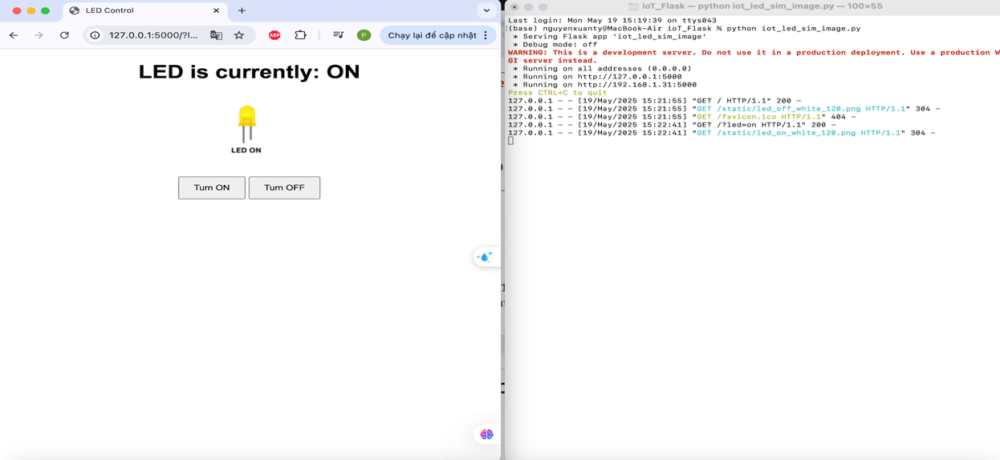 LED Control
127.0.0.1:5000/?l...
ABP
P
Chạy lại để cập nhật
LED is currently: ON
LED ON
Turn ON
Turn OFF
ioT_Flask — python iot_led_sim_image.py — 100×55
Last login: Mon May 19 15:19:39 on ttys043
[(base) nguyenxuanty@MacBook-Air ioT_Flask % python iot_led_sim_image.py
* Serving Flask app 'iot_led_sim_image'
* Debug mode: off
WARNING: This is a development server. Do not use it in a production deployment. Use a production W
GI server instead.
* Running on all addresses (0.0.0.0)
* Running on http://127.0.0.1:5000
* Running on http://192.168.1.31:5000
Press CTRL+C to quit
127.0.0.1 - - [19/May/2025 15:21:55] "GET / HTTP/1.1" 200 -
127.0.0.1 - - [19/May/2025 15:21:55] "GET /static/led_off_white_120.png HTTP/1.1" 304 -
127.0.0.1 - - [19/May/2025 15:21:55] "GET /favicon.ico HTTP/1.1" 404 -
127.0.0.1 - - [19/May/2025 15:22:41] "GET /?led=on HTTP/1.1" 200 -
127.0.0.1 - - [19/May/2025 15:22:41] "GET /static/led_on_white_120.png HTTP/1.1" 304 -